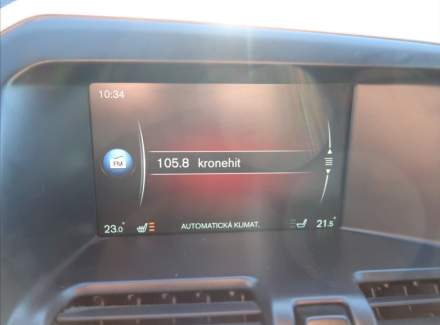 10:34
FM
105.8 kronehit
23.0° AUTOMATICKÁ KLIMAT. 21.5°